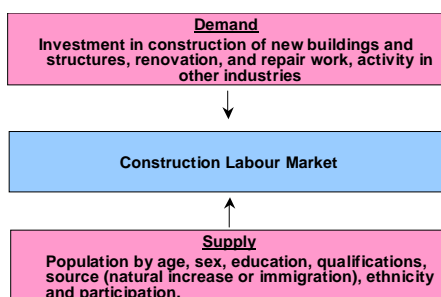 Demand
Investment in construction of new buildings and
structures, renovation, and repair work, activity in
other industries
Construction Labour Market
Supply
Population by age, sex, education, qualifications,
source (natural increase or immigration), ethnicity
and participation.